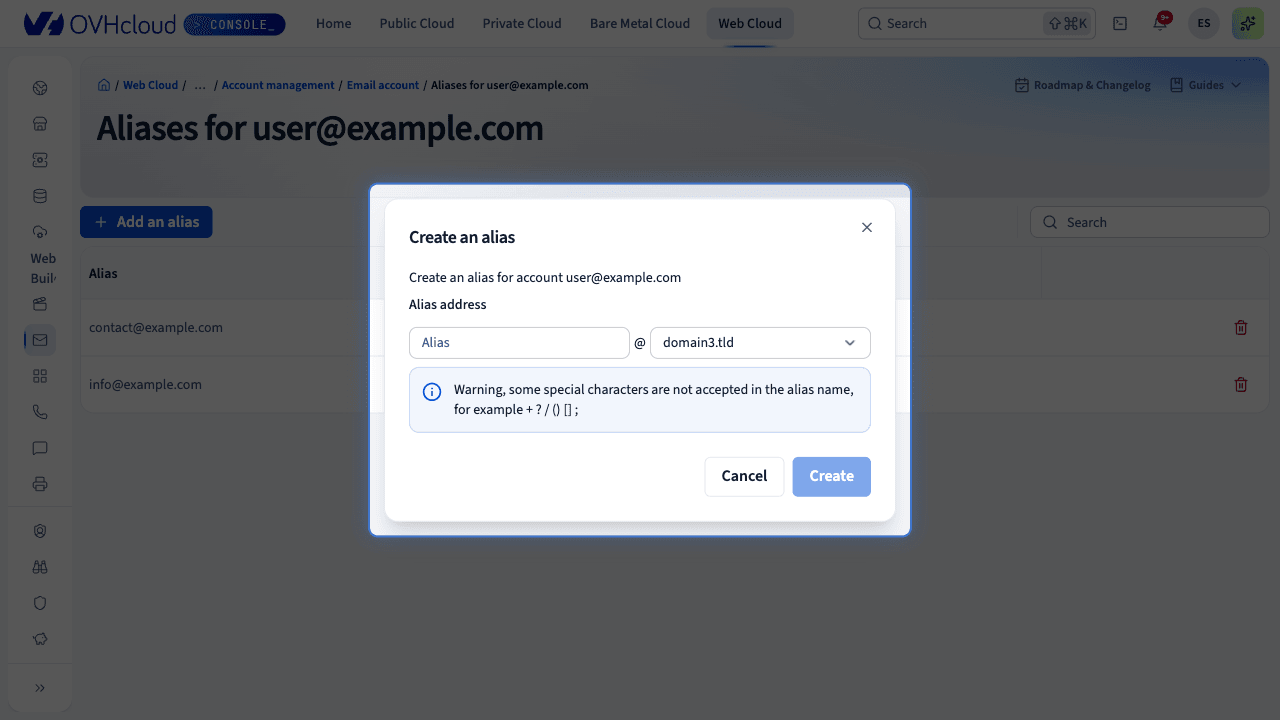 OVHcloud
>_CONSOLE_
Home
Public Cloud
Private Cloud
Bare Metal Cloud
Web Cloud
Search
⇧⌘K
9+
ES
/ Web Cloud / ... / Account management / Email account / Aliases for user@example.com
Roadmap & Changelog
Guides
Aliases for user@example.com
+ Add an alias
Search
Web
Alias
contact@example.com
info@example.com
Create an alias
Create an alias for account user@example.com
Alias address
Alias
@
domain3.tld
Warning, some special characters are not accepted in the alias name,
for example + ? / () [] ;
Cancel
Create